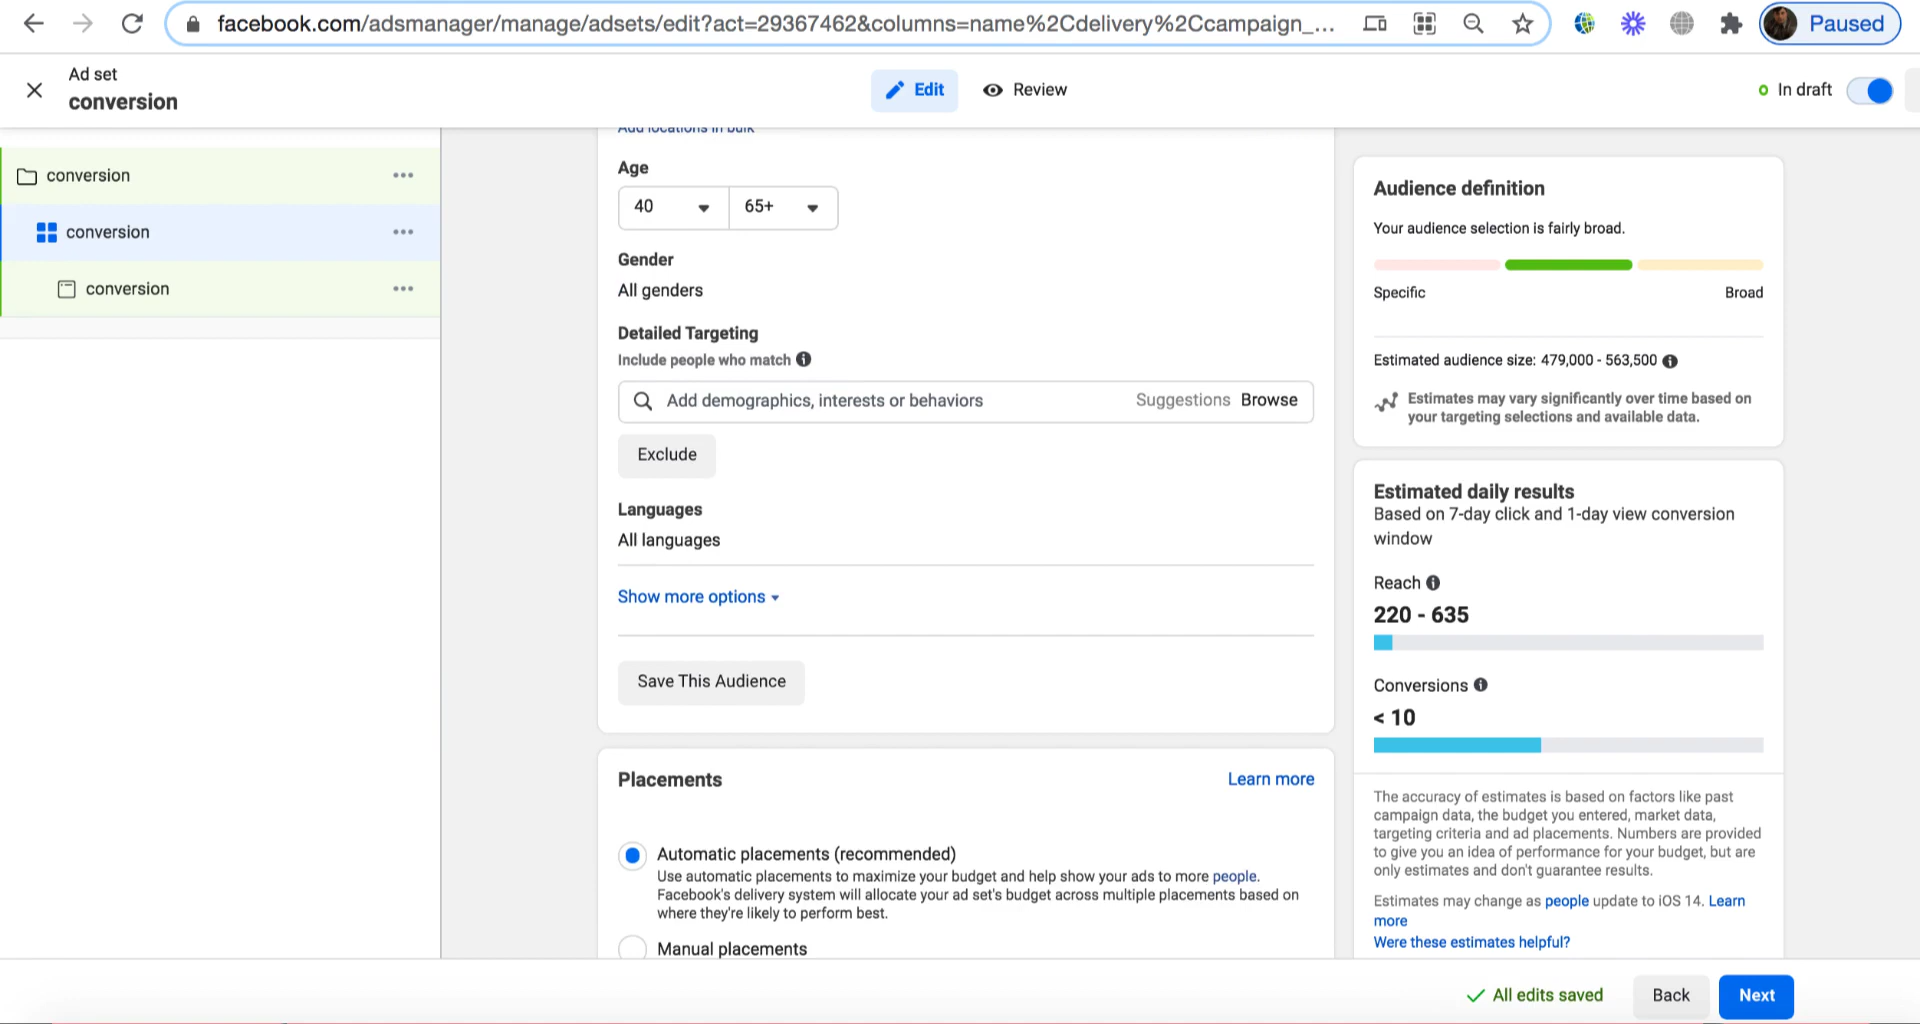 facebook.com/adsmanager/manage/adsets/edit?act=29367462&columns=name%2Cdelivery%2Ccampaign_...
Paused
Ad set
conversion
Edit
Review
In draft
conversion
conversion
conversion
Add locations in bulk
Age
40
65+
Gender
All genders
Detailed Targeting
Include people who match
Add demographics, interests or behaviors
Suggestions
Browse
Exclude
Languages
All languages
Show more options
Save This Audience
Placements
Learn more
Automatic placements (recommended)
Use automatic placements to maximize your budget and help show your ads to more people.
Facebook's delivery system will allocate your ad set's budget across multiple placements based on
where they're likely to perform best.
Manual placements
Audience definition
Your audience selection is fairly broad.
Specific
Broad
Estimated audience size: 479,000 - 563,500
Estimates may vary significantly over time based on
your targeting selections and available data.
Estimated daily results
Based on 7-day click and 1-day view conversion
window
Reach
220 - 635
Conversions
< 10
The accuracy of estimates is based on factors like past
campaign data, the budget you entered, market data,
targeting criteria and ad placements. Numbers are provided
to give you an idea of performance for your budget, but are
only estimates and don't guarantee results.
Estimates may change as people update to iOS 14. Learn
more
Were these estimates helpful?
All edits saved
Back
Next